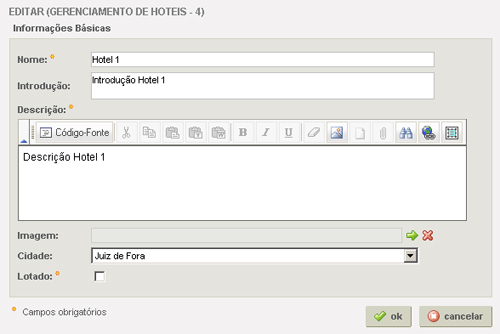 EDITAR (GERENCIAMENTO DE HOTEIS - 4)
Informações Básicas
Nome: * Hotel 1
Introdução: Introdução Hotel 1
Descrição: *
Código-Fonte B I U
Descrição Hotel 1
Imagem:
Cidade: Juiz de Fora
Lotado: *
* Campos obrigatórios
ok cancelar